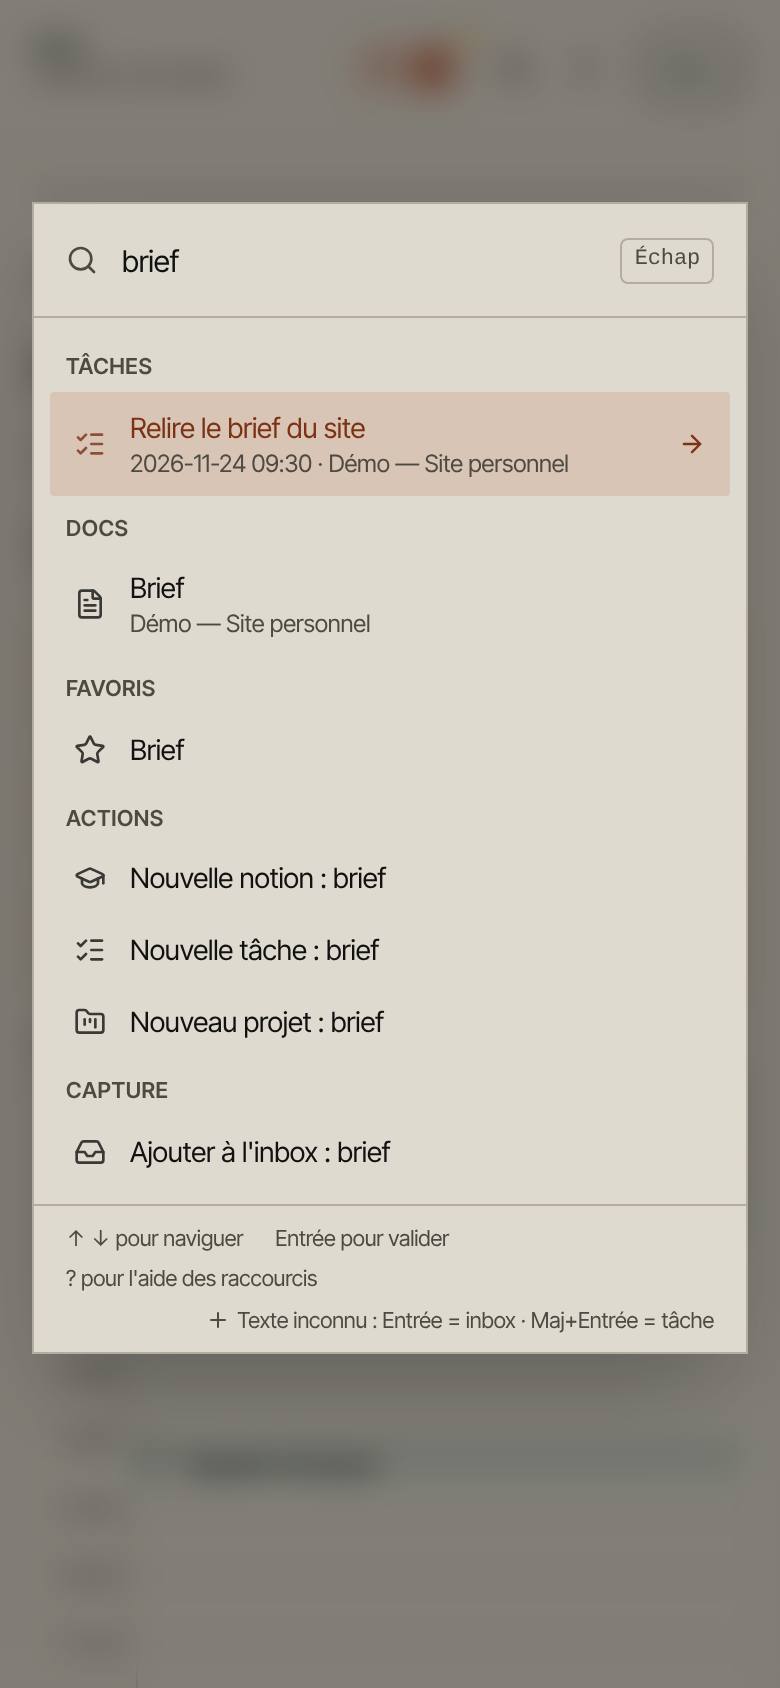 brief
Échap
TÂCHES
Relire le brief du site
2026-11-24 09:30 · Démo — Site personnel
DOCS
Brief
Démo — Site personnel
FAVORIS
Brief
ACTIONS
Nouvelle notion : brief
Nouvelle tâche : brief
Nouveau projet : brief
CAPTURE
Ajouter à l'inbox : brief
↑ ↓ pour naviguer Entrée pour valider
? pour l'aide des raccourcis
+ Texte inconnu : Entrée = inbox · Maj+Entrée = tâche